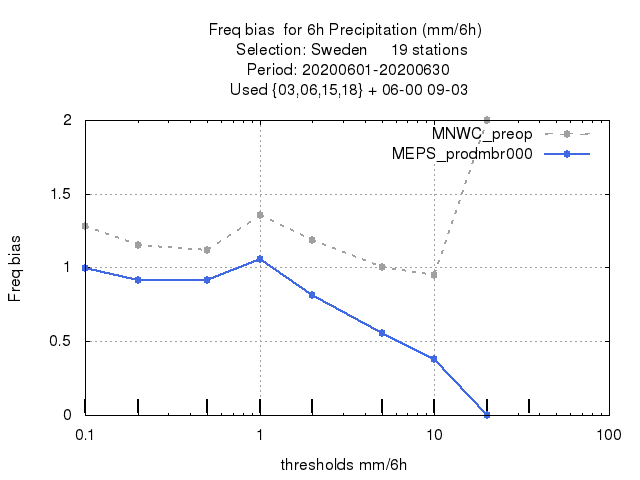 Freq bias  for 6h Precipitation (mm/6h)
Selection: Sweden     19 stations
Period: 20200601-20200630
Used {03,06,15,18} + 06-00 09-03
MNWC_preop
MEPS_prodmbr000
Freq bias
2
1.5
1
0.5
0
0.1 1 10 100
thresholds mm/6h